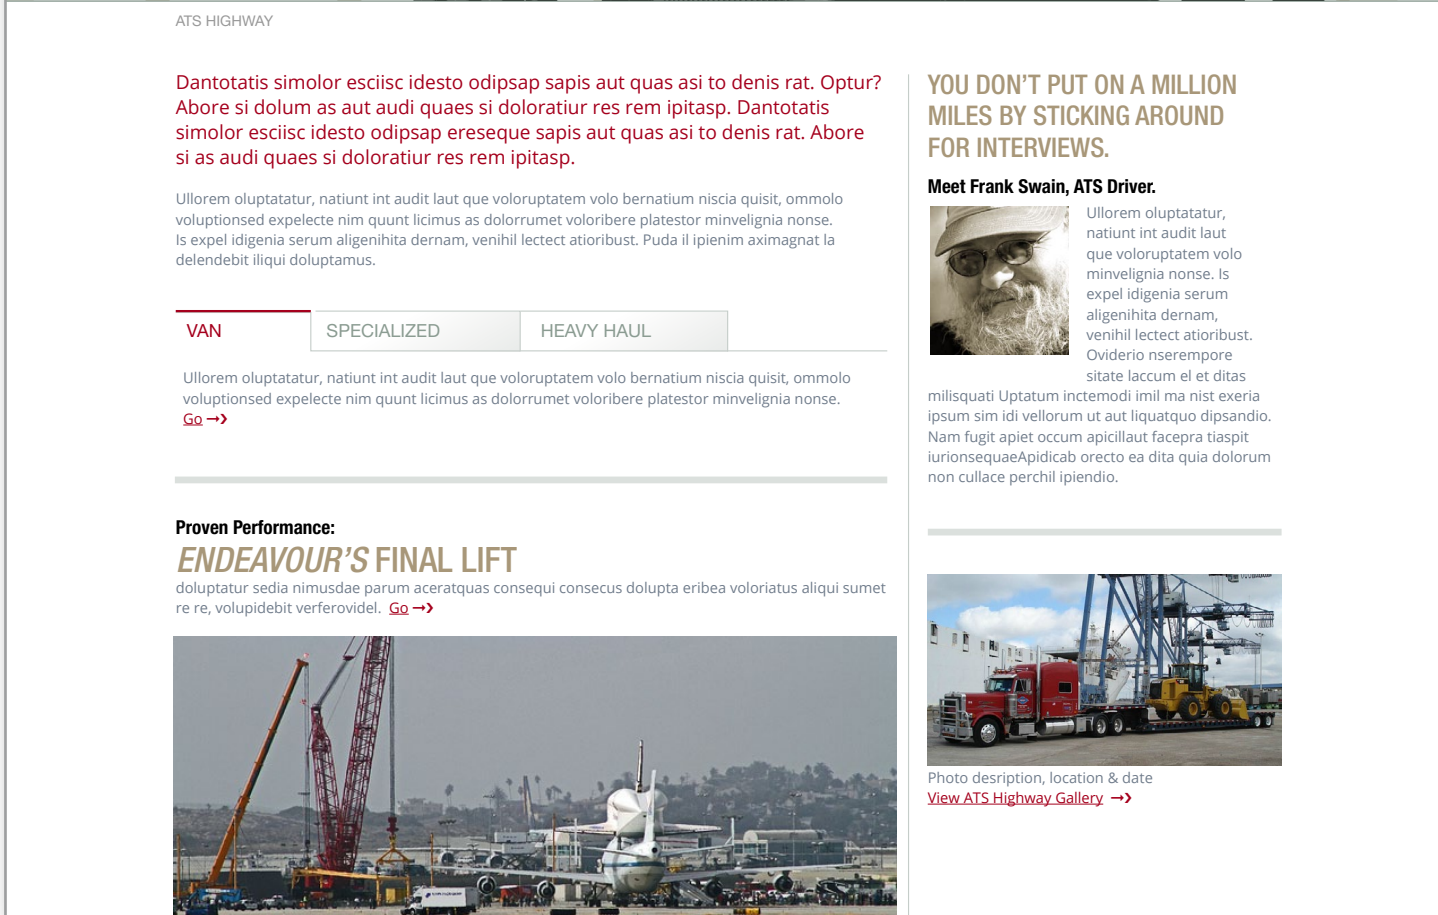 ATS HIGHWAY
Dantotatis simolor esciisc idesto odipsap sapis aut quas asi to denis rat. Optur?
Abore si dolum as aut audi quaes si doloratiur res rem ipitasp. Dantotatis
simolor esciisc idesto odipsap ereseque sapis aut quas asi to denis rat. Abore
si as audi quaes si doloratiur res rem ipitasp.
Ullorem oluptatatur, natiunt int audit laut que voloruptatem volo bernatium niscia quisit, ommolo
voluptionsed expelecte nim quunt licimus as dolorrumet voloribere platestor minvelignia nonse.
Is expel idigenia serum aligenihita dernam, venihil lectect atioribust. Puda il ipienim aximagnat la
delendebit iliqui doluptamus.
VAN
SPECIALIZED
HEAVY HAUL
Ullorem oluptatatur, natiunt int audit laut que voloruptatem volo bernatium niscia quisit, ommolo
voluptionsed expelecte nim quunt licimus as dolorrumet voloribere platestor minvelignia nonse.
Go
Proven Performance:
ENDEAVOUR’S FINAL LIFT
doluptatur sedia nimusdae parum aceratquas consequi consecus dolupta eribea voloriatus aliqui sumet
re re, volupidebit verferovidel. Go
YOU DON’T PUT ON A MILLION
MILES BY STICKING AROUND
FOR INTERVIEWS.
Meet Frank Swain, ATS Driver.
Ullorem oluptatatur,
natiunt int audit laut
que voloruptatem volo
minvelignia nonse. Is
expel idigenia serum
aligenihita dernam,
venihil lectect atioribust.
Oviderio nserempore
sitate laccum el et ditas
milisquati Uptatum inctemodi imil ma nist exeria
ipsum sim idi vellorum ut aut liquatquo dipsandio.
Nam fugit apiet occum apicillaut facepra tiaspit
iurionsequaeApidicab orecto ea dita quia dolorum
non cullace perchil ipiendio.
Photo desription, location & date
View ATS Highway Gallery